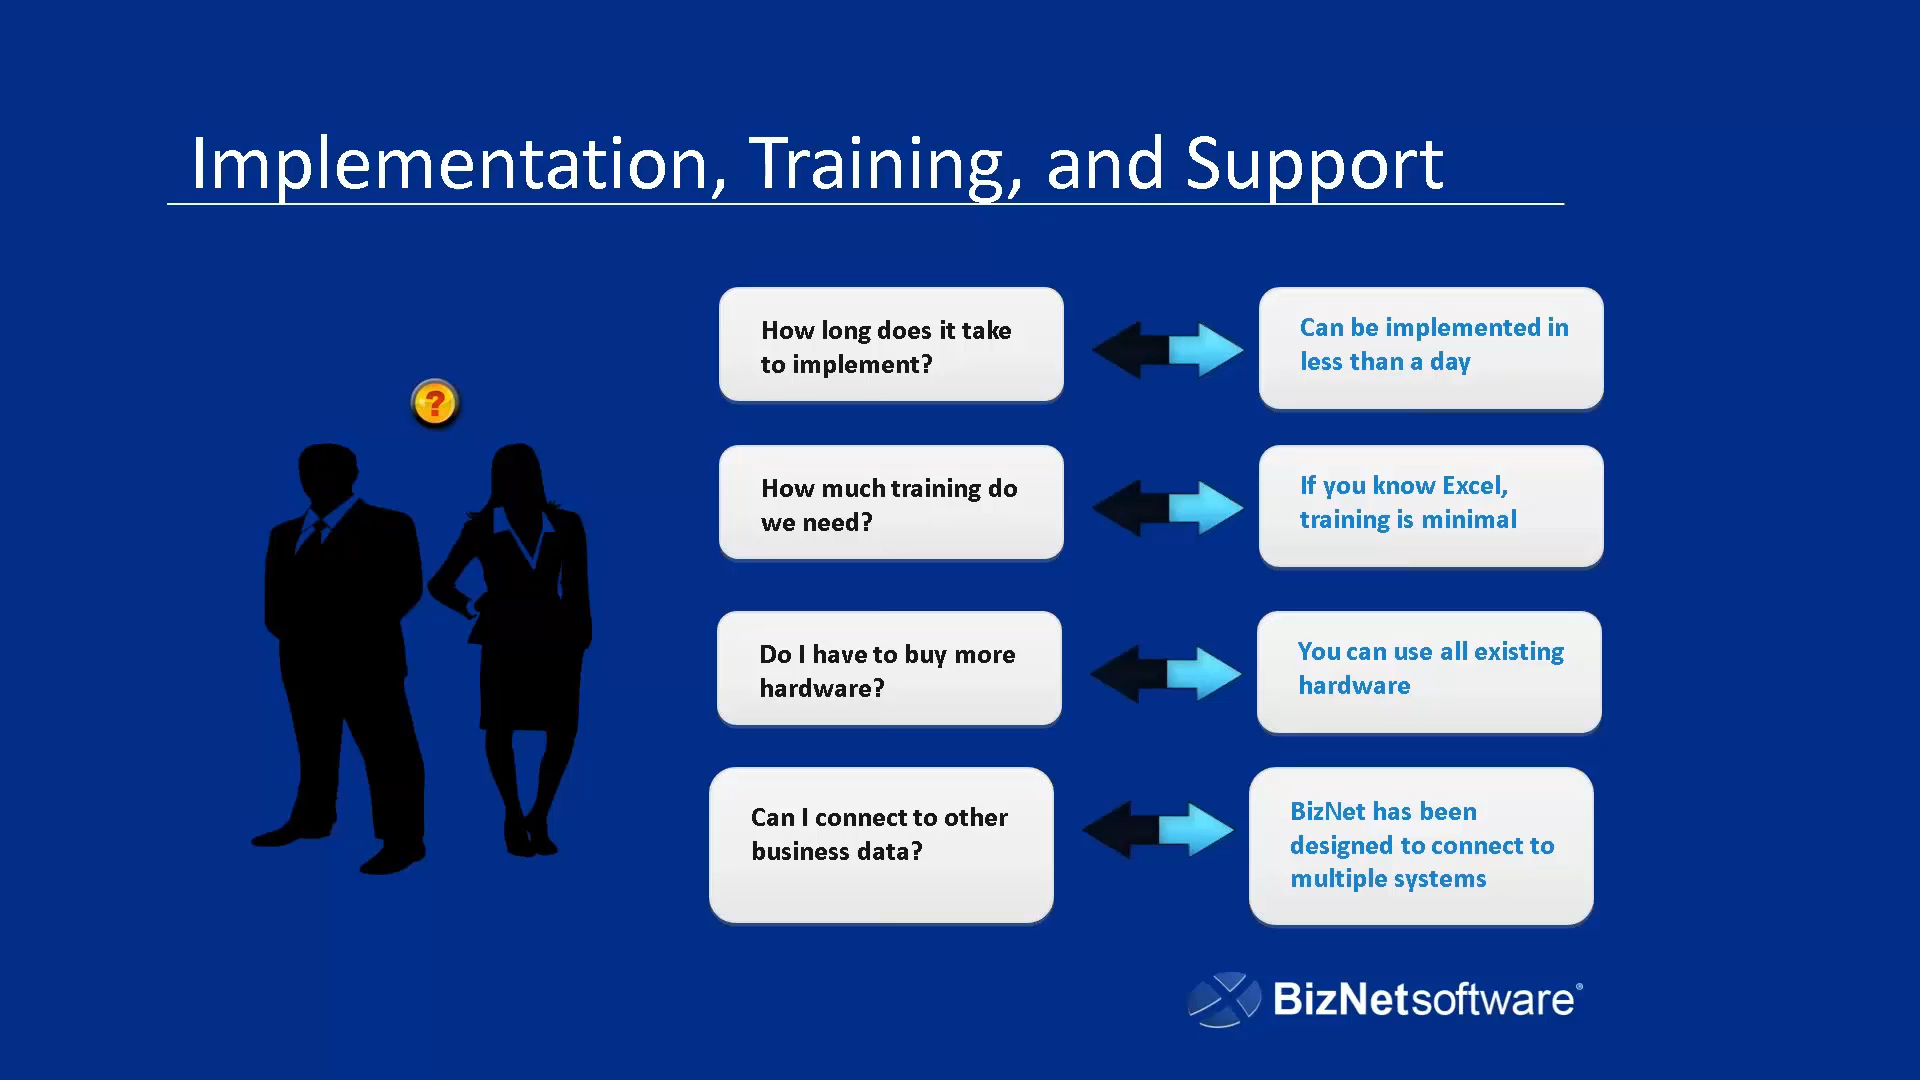 Implementation, Training, and Support
?
How long does it take
to implement?
Can be implemented in
less than a day
How much training do
we need?
If you know Excel,
training is minimal
Do I have to buy more
hardware?
You can use all existing
hardware
Can I connect to other
business data?
BizNet has been
designed to connect to
multiple systems
BizNetsoftware®